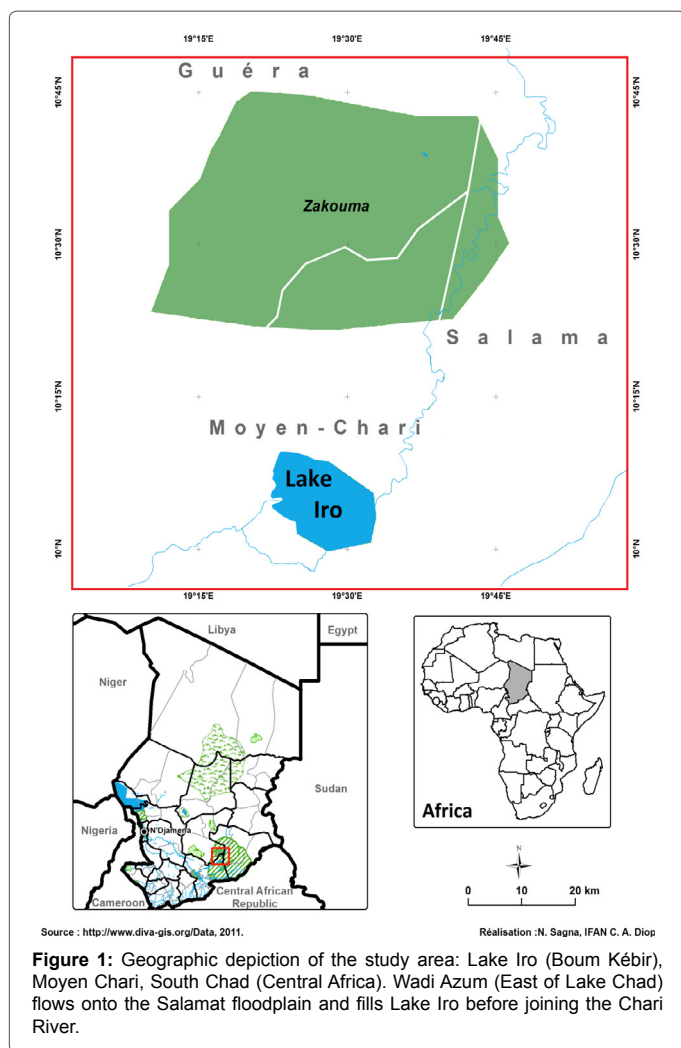 19°15'E 19°30'E 19°45'E
Guéra
10°45'N 10°45'N
Zakouma
10°30'N 10°30'N
Salama
10°15'N 10°15'N
Moyen-Chari
Lake
Iro
10°N 10°N
19°15'E 19°30'E 19°45'E
Libya
Egypt
Niger
Sudan
Nigeria
N'Djamena
Cameroon
Central African
Republic
Africa
N
0 10 20 km
Source : http://www.diva-gis.org/Data, 2011.
Réalisation :N. Sagna, IFAN C. A. Diop
Figure 1: Geographic depiction of the study area: Lake Iro (Boum Kébir),
Moyen Chari, South Chad (Central Africa). Wadi Azum (East of Lake Chad)
flows onto the Salamat floodplain and fills Lake Iro before joining the Chari
River.